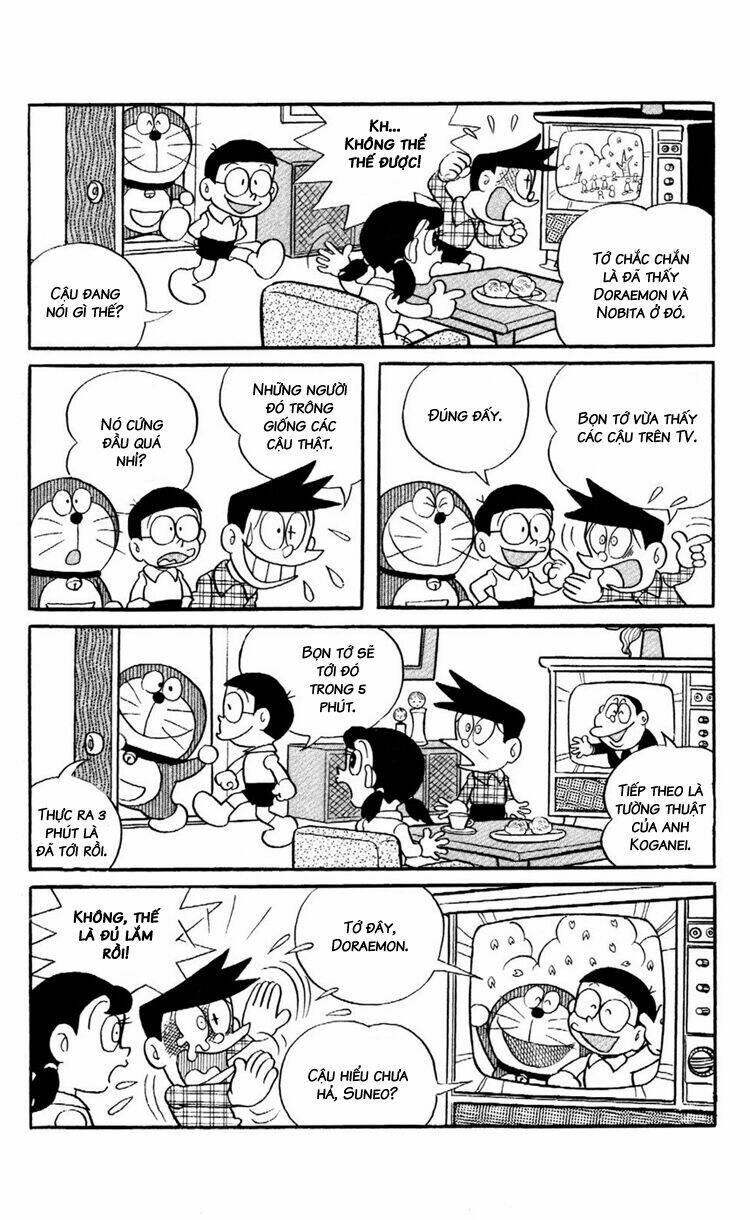 KH...
KHÔNG THỂ
THẾ ĐƯỢC!
CẬU ĐANG
NÓI GÌ THẾ?
TỚ CHẮC CHẮN
LÀ ĐÃ THẤY
DORAEMON VÀ
NOBITA Ở ĐÓ.
NÓ CỨNG
ĐẦU QUÁ
NHỈ?
NHỮNG NGƯỜI
ĐÓ TRÔNG
GIỐNG CÁC
CẬU THẬT.
ĐÚNG ĐẤY.
BỌN TỚ VỪA THẤY
CÁC CẬU TRÊN TV.
BỌN TỚ SẼ
TỚI ĐÓ
TRONG 5
PHÚT.
THỰC RA 3
PHÚT LÀ
ĐÃ TỚI RỒI.
TIẾP THEO LÀ
TƯỜNG THUẬT
CỦA ANH
KOGANEI.
KHÔNG, THẾ
LÀ ĐỦ LẮM
RỒI!
TỚ ĐÂY,
DORAEMON.
CẬU HIỂU CHƯA
HẢ, SUNEO?